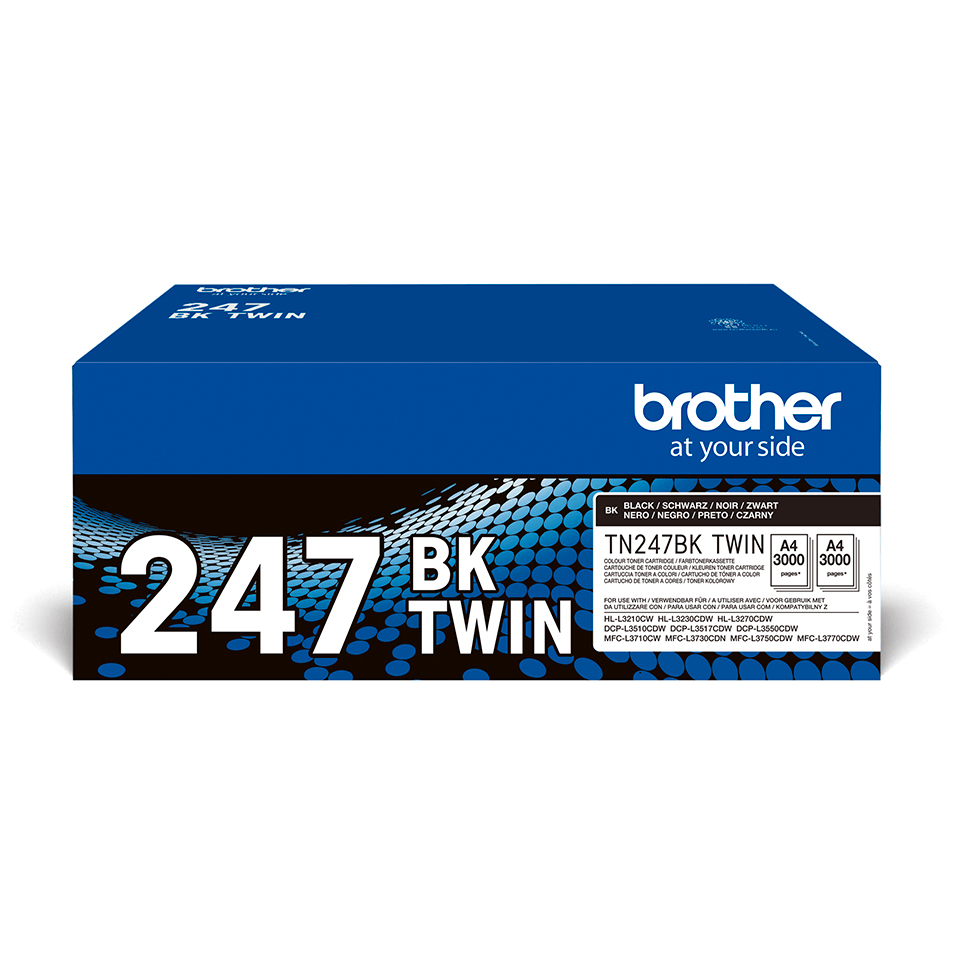 brother
at your side
247
BK TWIN
brother
at your side
247
BK
TWIN
BK BLACK / SCHWARZ / NOIR / ZWART
NERO / NEGRO / PRETO / CZARNY
TN247BK TWIN
A4
3000
pages*
A4
3000
pages*
COLOUR TONER CARTRIDGE / FARBTONERKASSETTE
CARTOUCHE DE TONER COULEUR / KLEUREN TONER CARTRIDGE
CARTUCCIA TONER A COLORI / CARTUCHO DE TÓNER A COLOR
CARTUCHO DE TONER A CORES / TONER KOLOROWY
FOR USE WITH / VERWENDBAR FÜR / A UTILISER AVEC / VOOR GEBRUIK MET
DA UTILIZZARE CON / PARA USAR CON / PARA USAR COM / KOMPATYBILNY Z
HL-L3210CW HL-L3230CDW HL-L3270CDW
DCP-L3510CDW DCP-L3517CDW DCP-L3550CDW
MFC-L3710CW MFC-L3730CDN MFC-L3750CDW MFC-L3770CDW
at your side = à vos côtés